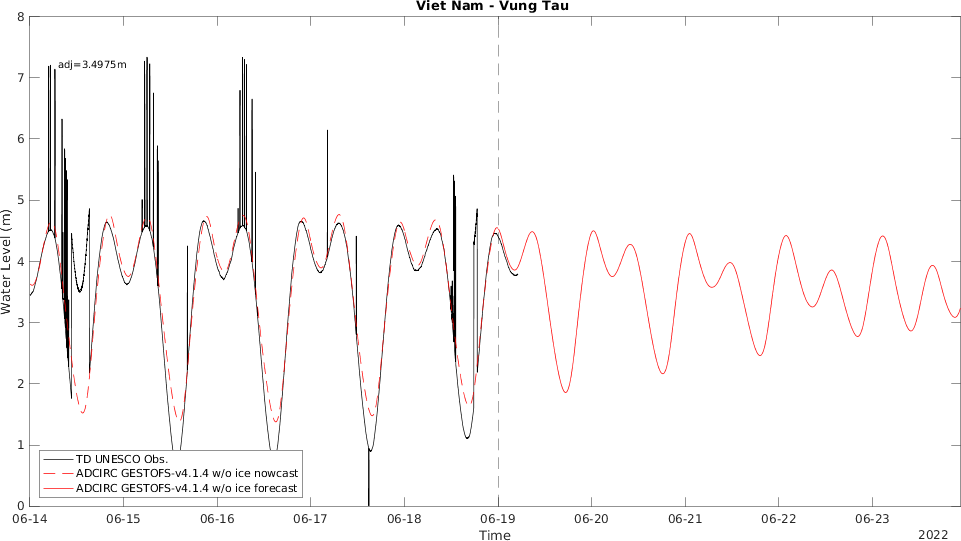 Viet Nam - Vung Tau
8
7
6
5
4
3
2
1
0
Water Level (m)
adj=3.4975m
TD UNESCO Obs.
ADCIRC GESTOFS-v4.1.4 w/o ice nowcast
ADCIRC GESTOFS-v4.1.4 w/o ice forecast
06-14 06-15 06-16 06-17 06-18 06-19 06-20 06-21 06-22 06-23
Time
2022